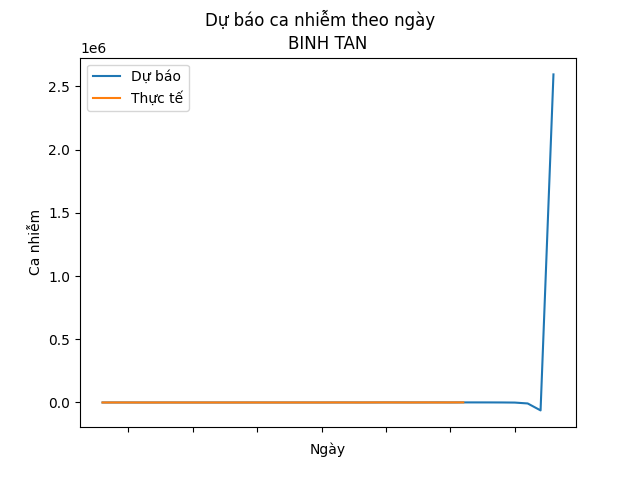 Dự báo ca nhiễm theo ngày
BINH TAN
1e6
Dự báo
Thực tế
2.5
2.0
1.5
1.0
0.5
0.0
Ca nhiễm
Ngày